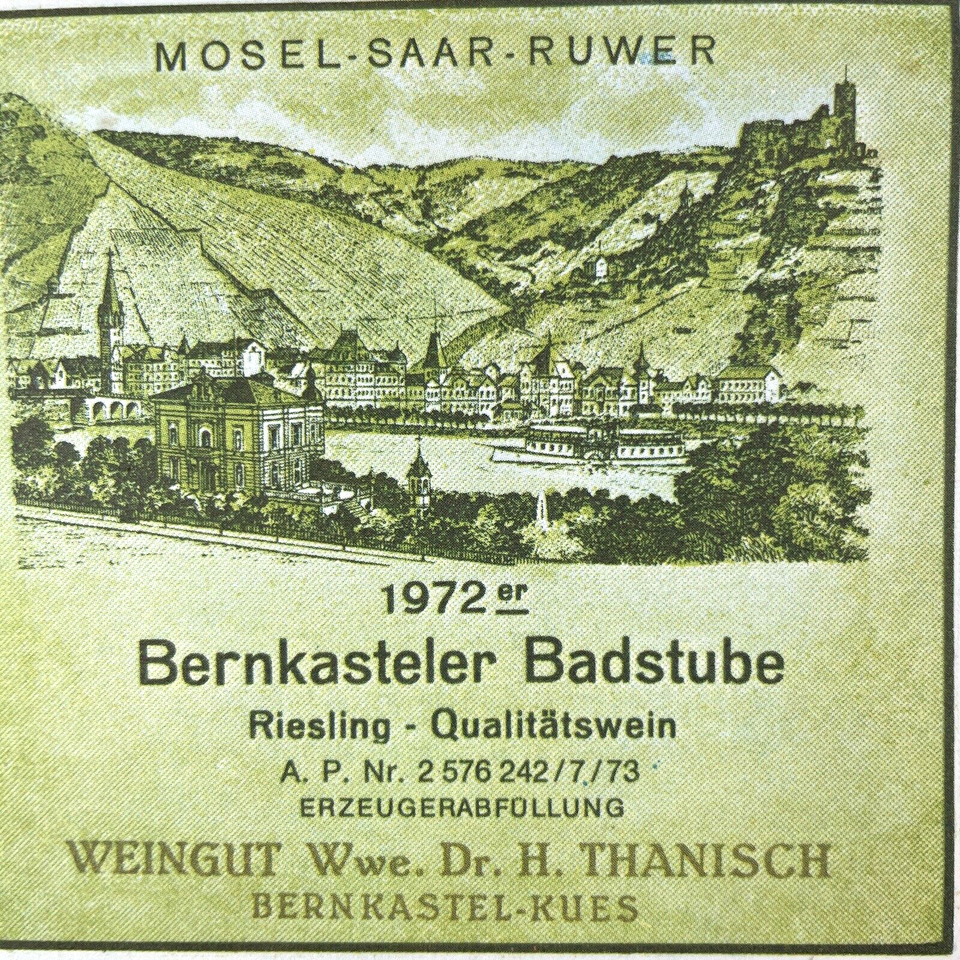 MOSEL-SAAR-RUWER
1972er
Bernkasteler Badstube
Riesling - Qualitätswein
A. P. Nr. 2 576 242/7/73
ERZEUGERABFÜLLUNG
WEINGUT Wwe. Dr. H. THANISCH
BERNKASTEL-KUES